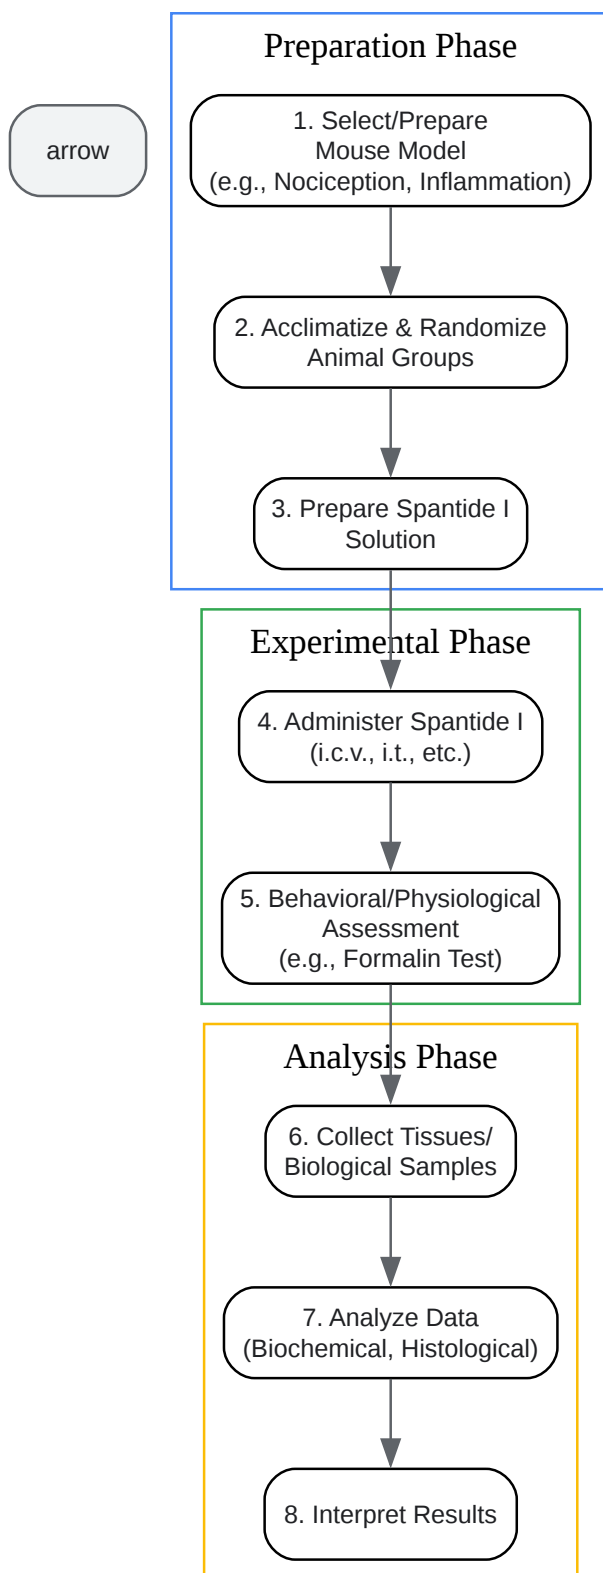 Preparation Phase
arrow
1. Select/Prepare
Mouse Model
(e.g., Nociception, Inflammation)
2. Acclimatize & Randomize
Animal Groups
3. Prepare Spantide I
Solution
Experimental Phase
4. Administer Spantide I
(i.c.v., i.t., etc.)
5. Behavioral/Physiological
Assessment
(e.g., Formalin Test)
Analysis Phase
6. Collect Tissues/
Biological Samples
7. Analyze Data
(Biochemical, Histological)
8. Interpret Results